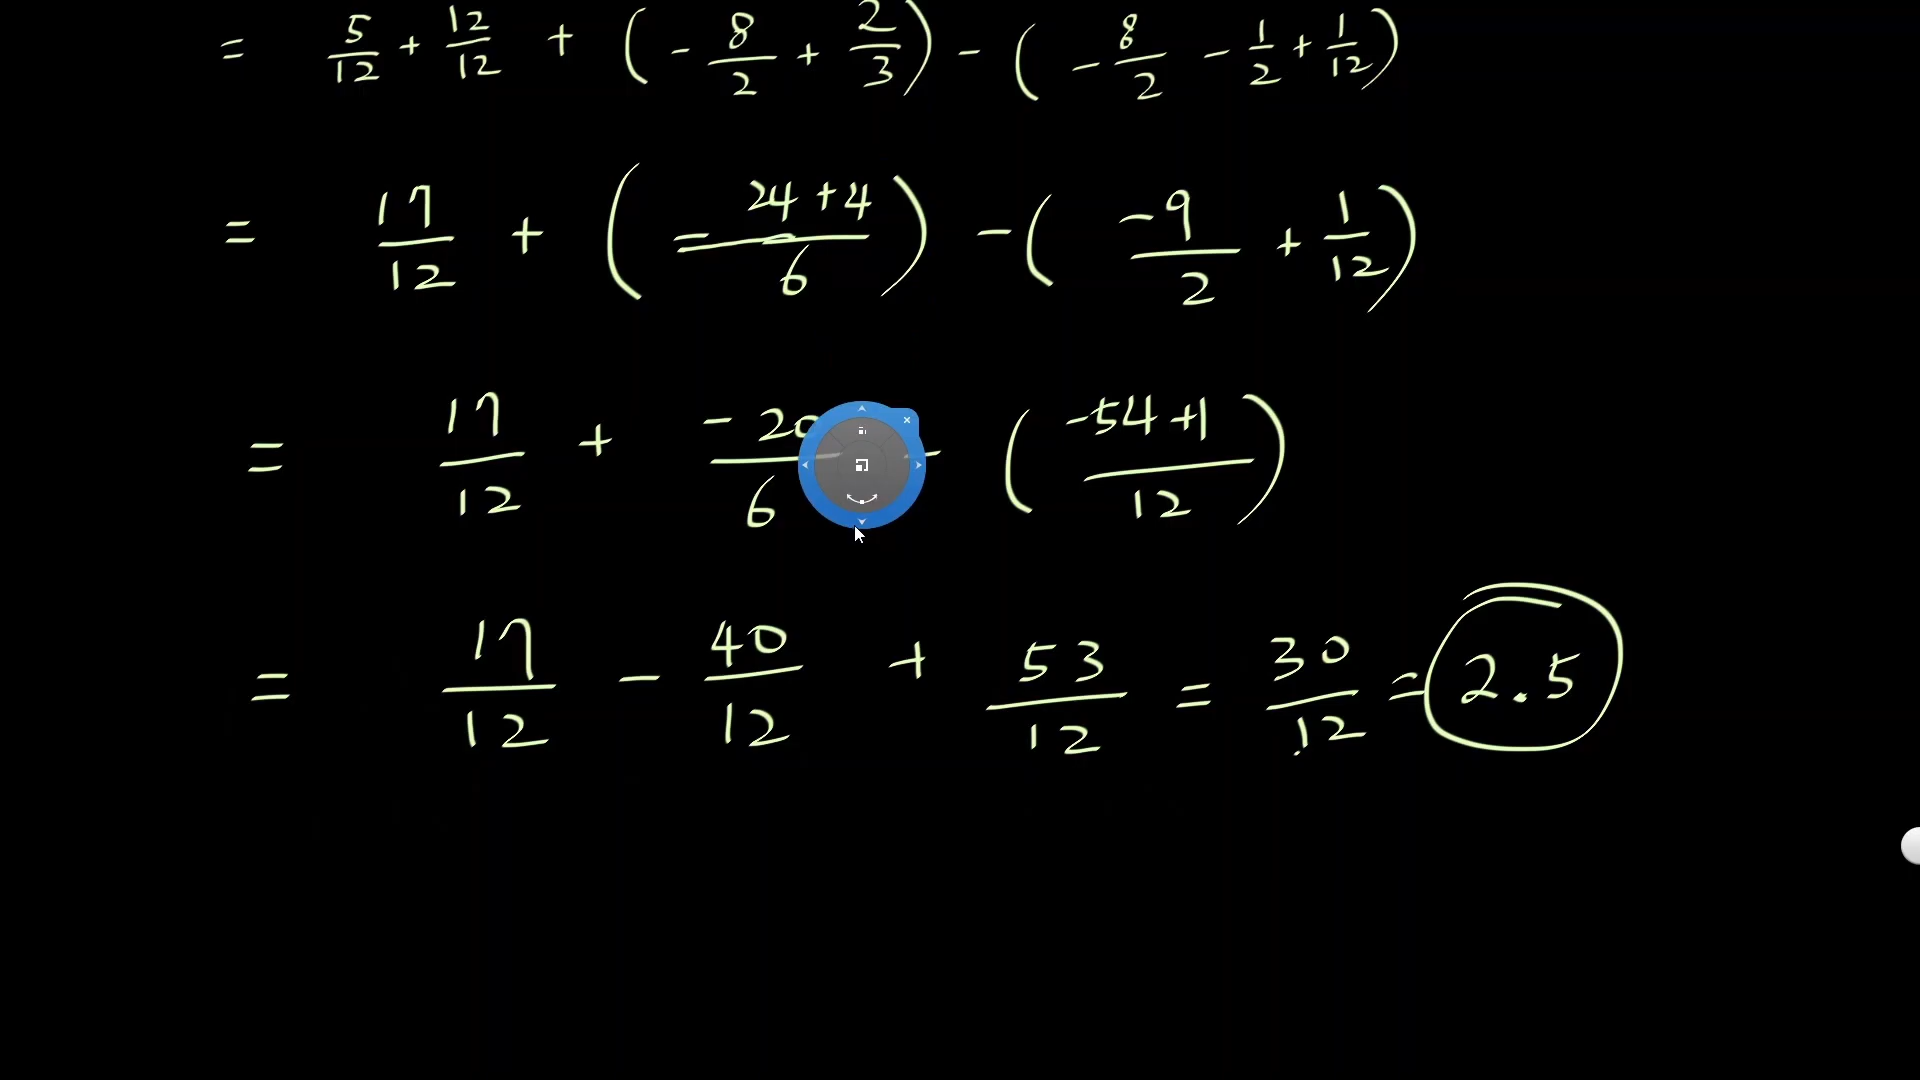 = 5/12 + 12/12 + (- 8/2 + 2/3) - (- 8/2 - 1/2 + 1/12)
= 17/12 + (- 24+4/6) - (-9/2 + 1/12)
= 17/12 + -20/6 - (-54+1/12)
= 17/12 - 40/12 + 53/12 = 30/12 = 2.5